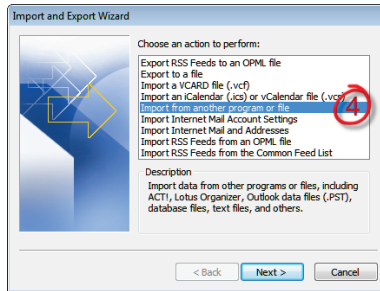 Import and Export Wizard
Choose an action to perform:
Export RSS Feeds to an OPML file
Export to a file
Import a VCARD file (.vcf)
Import an iCalendar (.ics) or vCalendar file (.vcs)
Import from another program or file
4
Import Internet Mail Account Settings
Import Internet Mail and Addresses
Import RSS Feeds from an OPML file
Import RSS Feeds from the Common Feed List
Description
Import data from other programs or files, including
ACT!, Lotus Organizer, Outlook data files (.PST),
database files, text files, and others.
< Back Next > Cancel